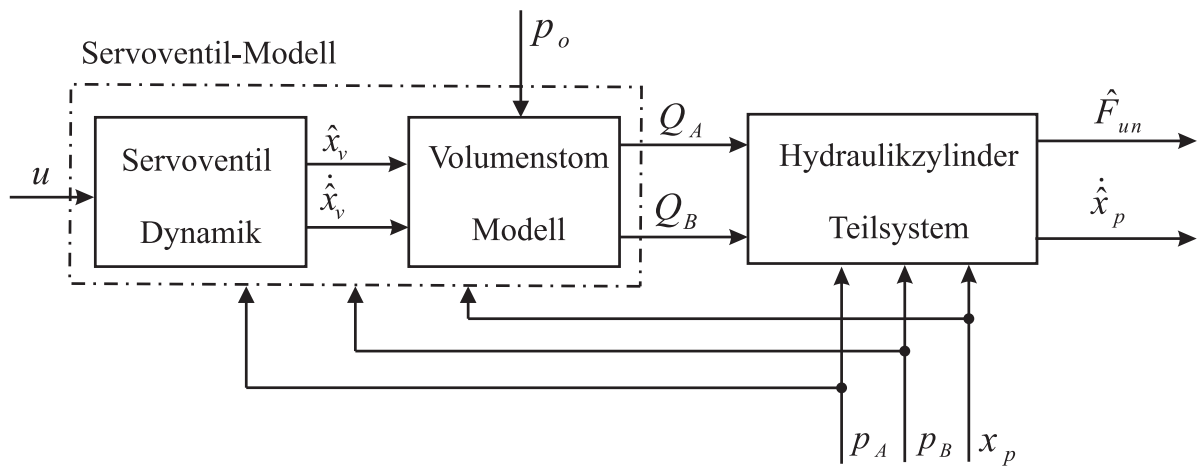 p_o
Servoventil-Modell
u
Servoventil
Dynamik
x̂_v
ẋ̂_v
Volumenstom
Modell
Q_A
Q_B
Hydraulikzylinder
Teilsystem
F̂_un
ẋ̂_p
p_A p_B x_p